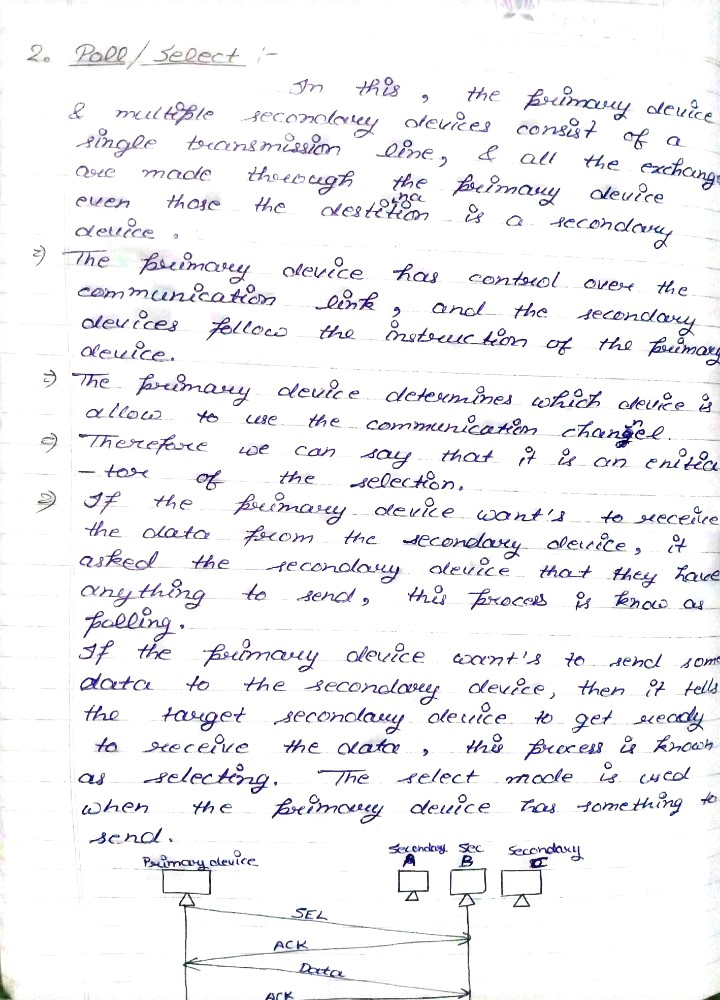 2. Poll/Select :-
In this, the primary device
& multiple secondary devices consist of a
single transmission line, & all the exchange
are made through the primary device
even those the destination is a secondary
device.
⇒ The primary device has control over the
communication link, and the secondary
devices follow the instruction of the primary
device.
⇒ The primary device determines which device is
allow to use the communication channel.
⇒ Therefore we can say that it is an enitia
-tor of the selection.
⇒ If the primary device want's to receive
the data from the secondary device, it
asked the secondary device that they have
anything to send, this process is know as
polling.
If the primary device want's to send some
data to the secondary device, then it tells
the target secondary device to get ready
to receive the data, this process is known
as selecting. The select mode is used
when the primary device has something to
send.
Primary device Secondary A Sec B Secondary C
SEL
ACK
Data
ACK